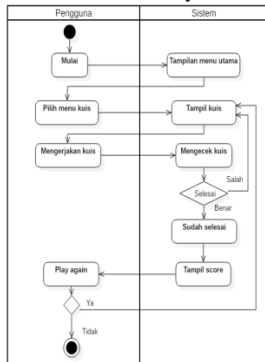 Pengguna
Sistem
Mulai
Tampilan menu utama
Pilih menu kuis
Tampil kuis
Mengerjakan kuis
Mengecek kuis
Salah
Selesai
Benar
Sudah selesai
Play again
Tampil score
Ya
Tidak